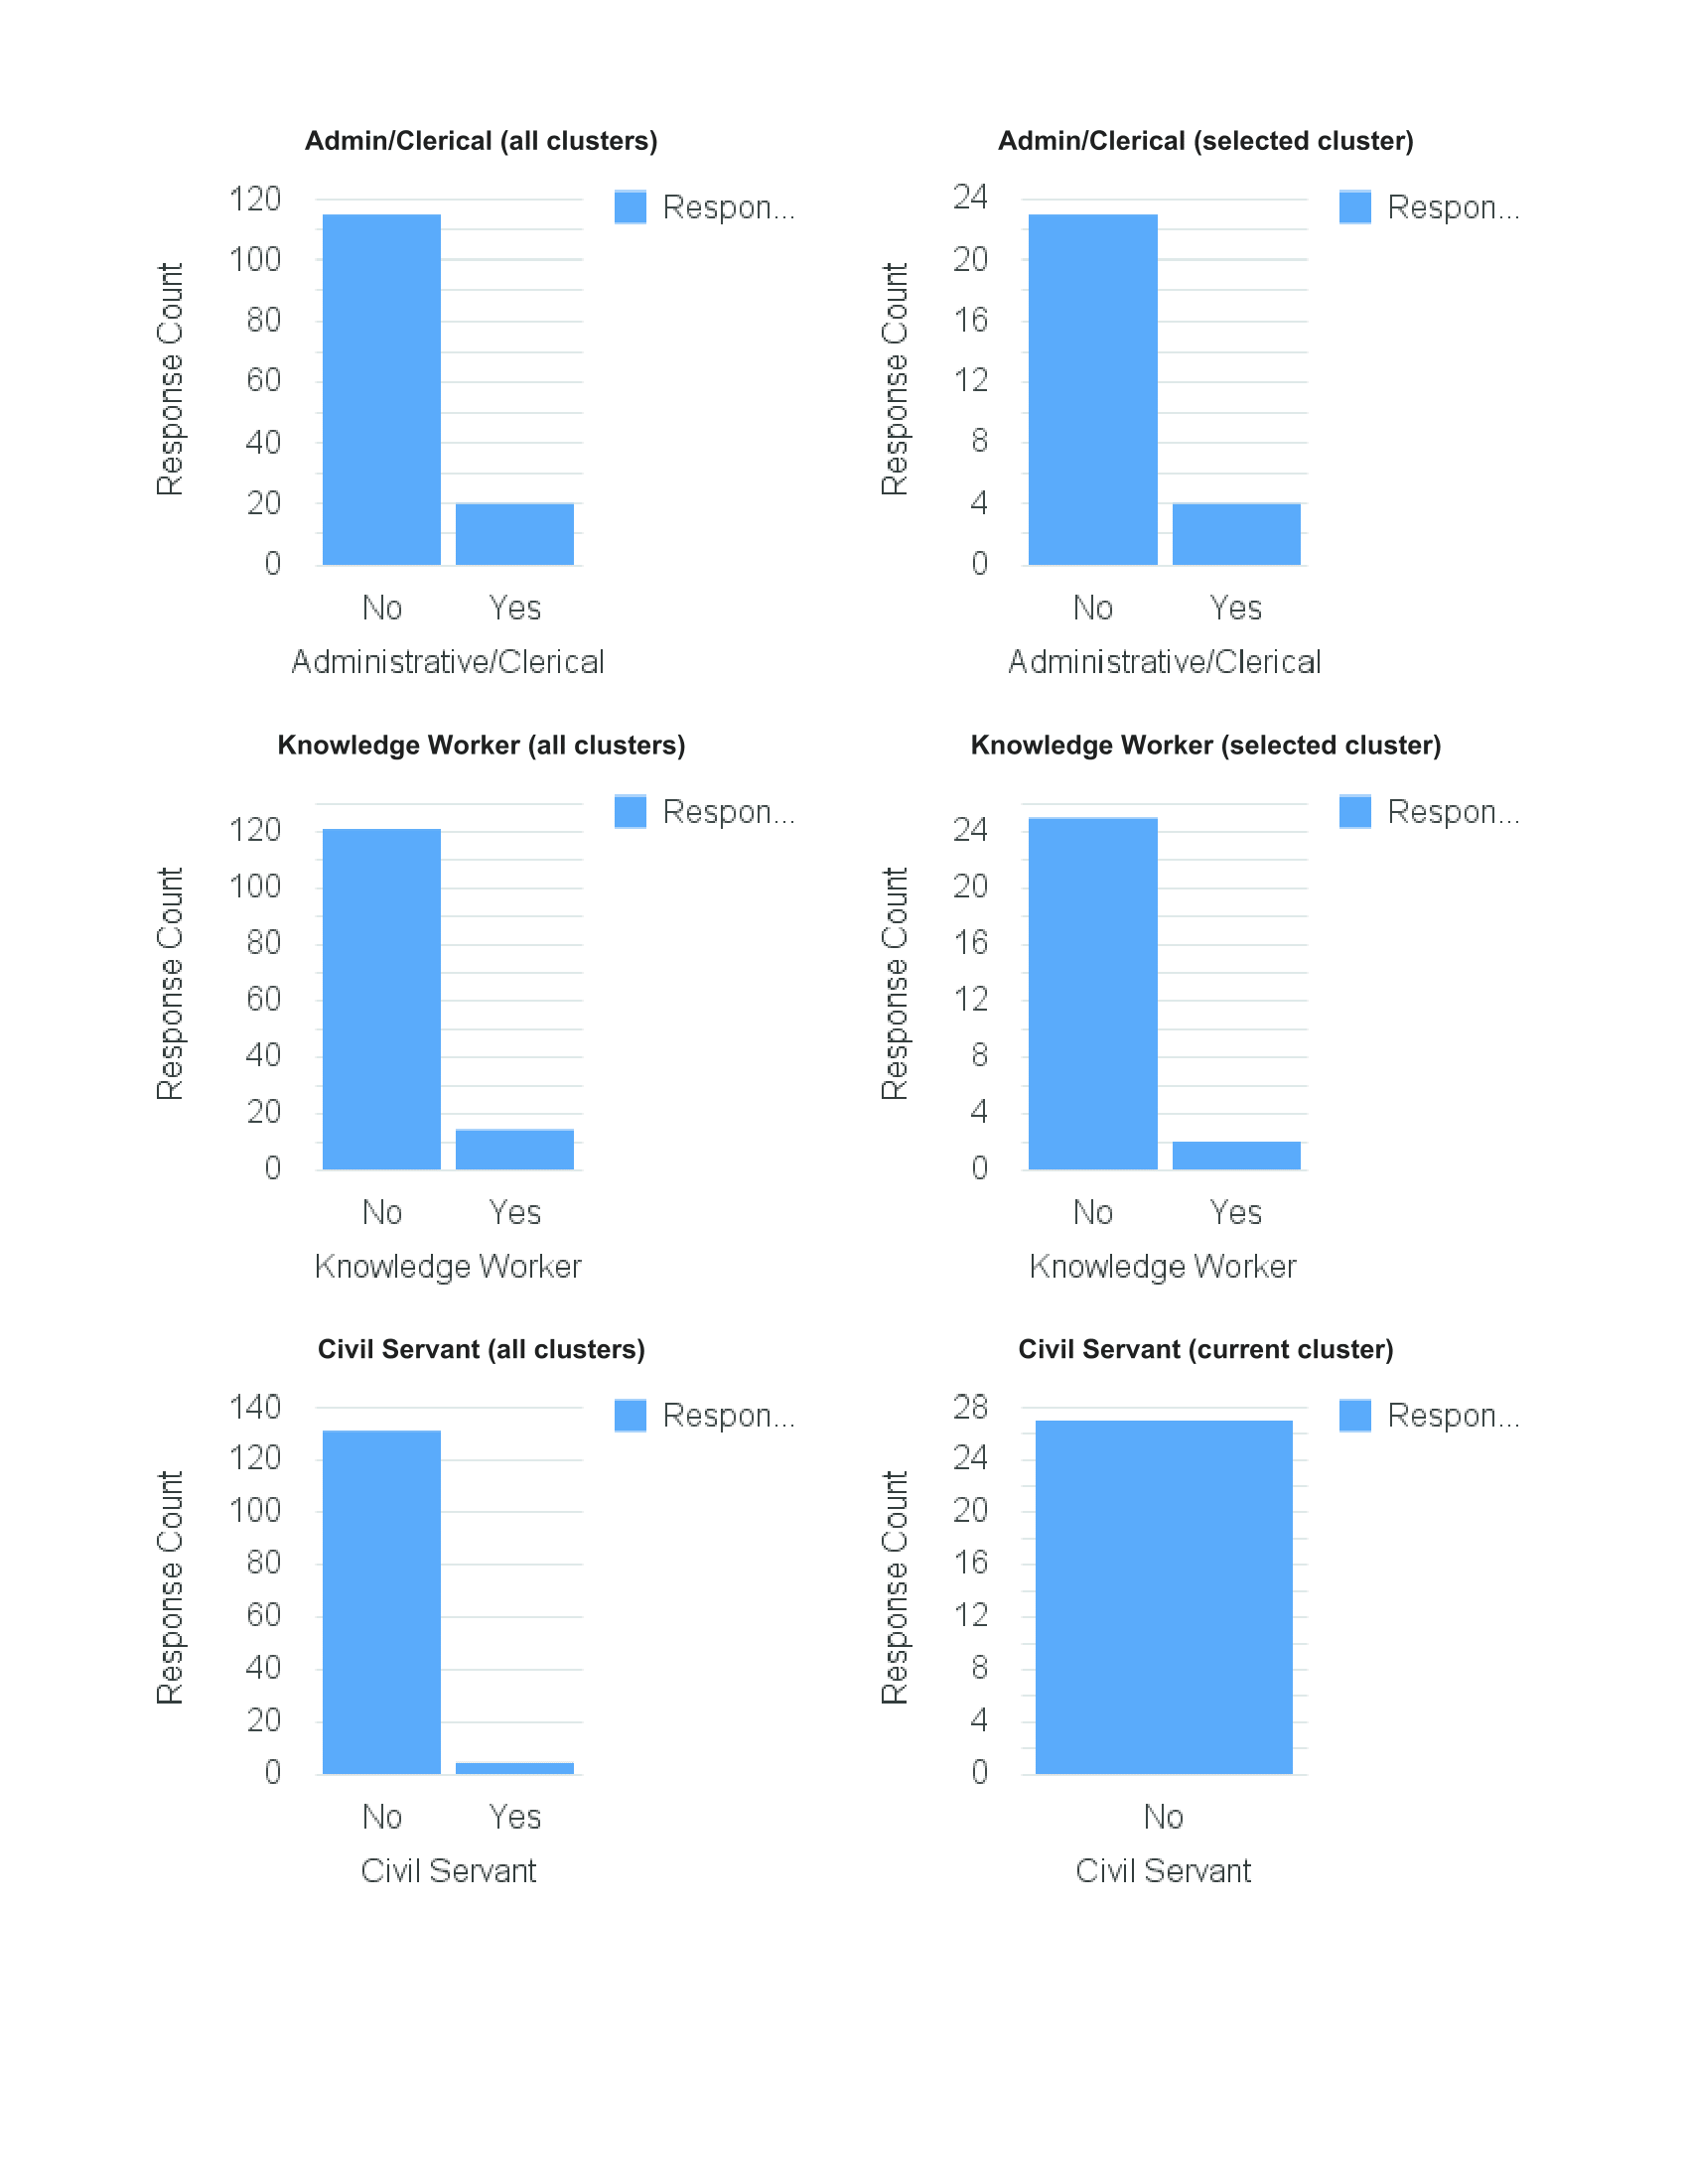 Admin/Clerical (all clusters)
120
100
80
60
40
20
0
Response Count
Respon...
No Yes
Administrative/Clerical
Admin/Clerical (selected cluster)
24
20
16
12
8
4
0
Response Count
Respon...
No Yes
Administrative/Clerical
Knowledge Worker (all clusters)
120
100
80
60
40
20
0
Response Count
Respon...
No Yes
Knowledge Worker
Knowledge Worker (selected cluster)
24
20
16
12
8
4
0
Response Count
Respon...
No Yes
Knowledge Worker
Civil Servant (all clusters)
140
120
100
80
60
40
20
0
Response Count
Respon...
No Yes
Civil Servant
Civil Servant (current cluster)
28
24
20
16
12
8
4
0
Response Count
Respon...
No
Civil Servant